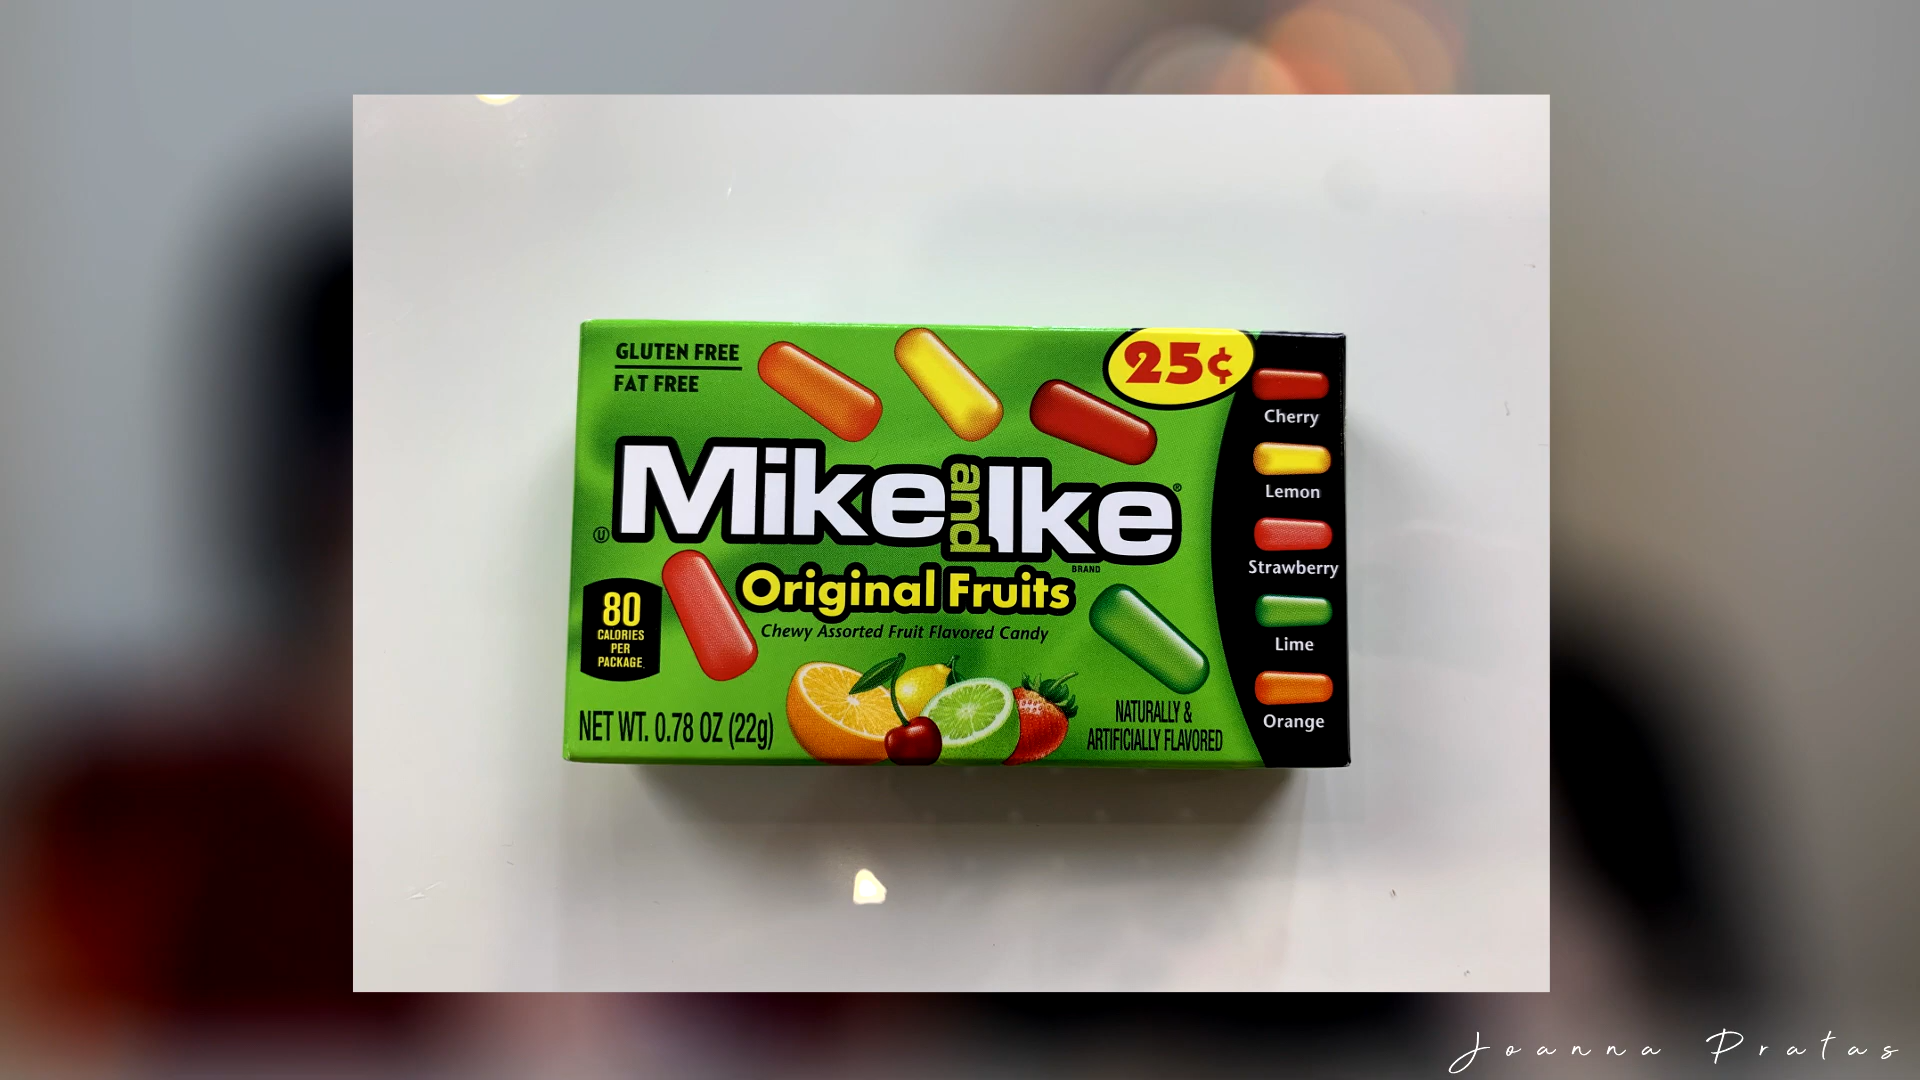 GLUTEN FREE
FAT FREE
25¢
Mike and Ike®
BRAND
Original Fruits
Chewy Assorted Fruit Flavored Candy
U
80
CALORIES
PER
PACKAGE
NET WT. 0.78 OZ (22g)
NATURALLY &
ARTIFICIALLY FLAVORED
Cherry
Lemon
Strawberry
Lime
Orange
Joanna Pratas